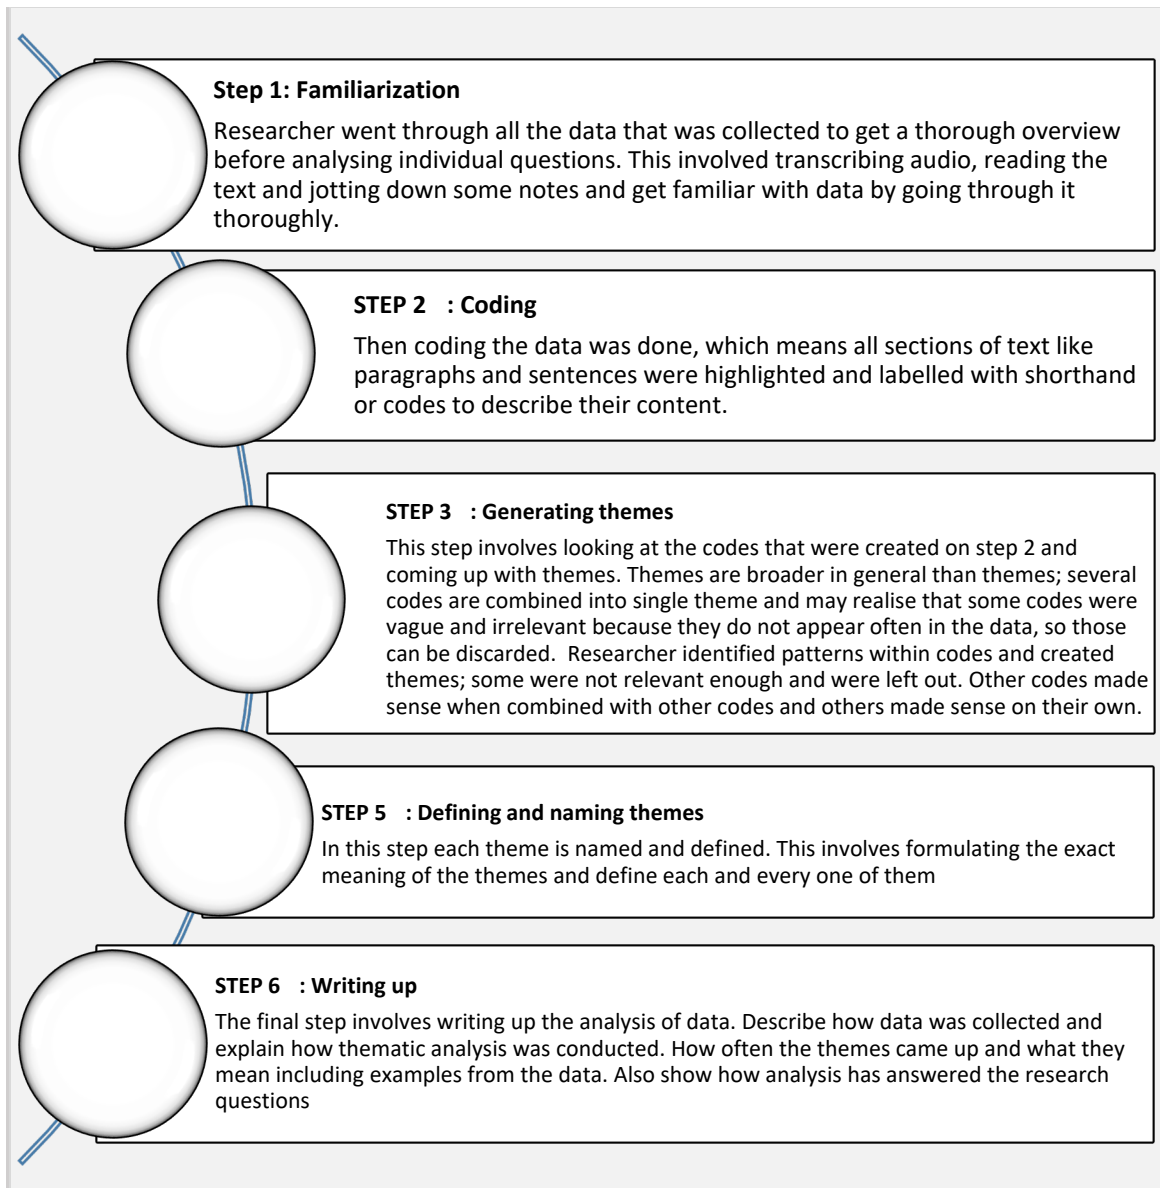 Step 1: Familiarization
Researcher went through all the data that was collected to get a thorough overview
before analysing individual questions. This involved transcribing audio, reading the
text and jotting down some notes and get familiar with data by going through it
thoroughly.
STEP 2 : Coding
Then coding the data was done, which means all sections of text like
paragraphs and sentences were highlighted and labelled with shorthand
or codes to describe their content.
STEP 3 : Generating themes
This step involves looking at the codes that were created on step 2 and
coming up with themes. Themes are broader in general than themes; several
codes are combined into single theme and may realise that some codes were
vague and irrelevant because they do not appear often in the data, so those
can be discarded. Researcher identified patterns within codes and created
themes; some were not relevant enough and were left out. Other codes made
sense when combined with other codes and others made sense on their own.
STEP 5 : Defining and naming themes
In this step each theme is named and defined. This involves formulating the exact
meaning of the themes and define each and every one of them
STEP 6 : Writing up
The final step involves writing up the analysis of data. Describe how data was collected and
explain how thematic analysis was conducted. How often the themes came up and what they
mean including examples from the data. Also show how analysis has answered the research
questions